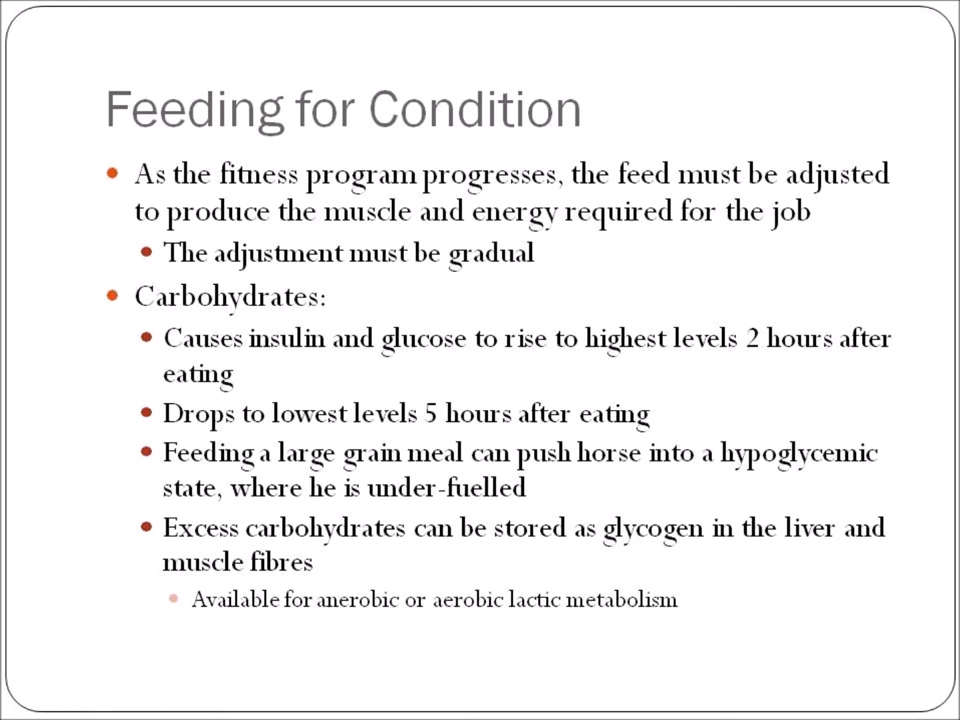 Feeding for Condition
As the fitness program progresses, the feed must be adjusted
to produce the muscle and energy required for the job
The adjustment must be gradual
Carbohydrates:
Causes insulin and glucose to rise to highest levels 2 hours after
eating
Drops to lowest levels 5 hours after eating
Feeding a large grain meal can push horse into a hypoglycemic
state, where he is under-fuelled
Excess carbohydrates can be stored as glycogen in the liver and
muscle fibres
Available for anerobic or aerobic lactic metabolism